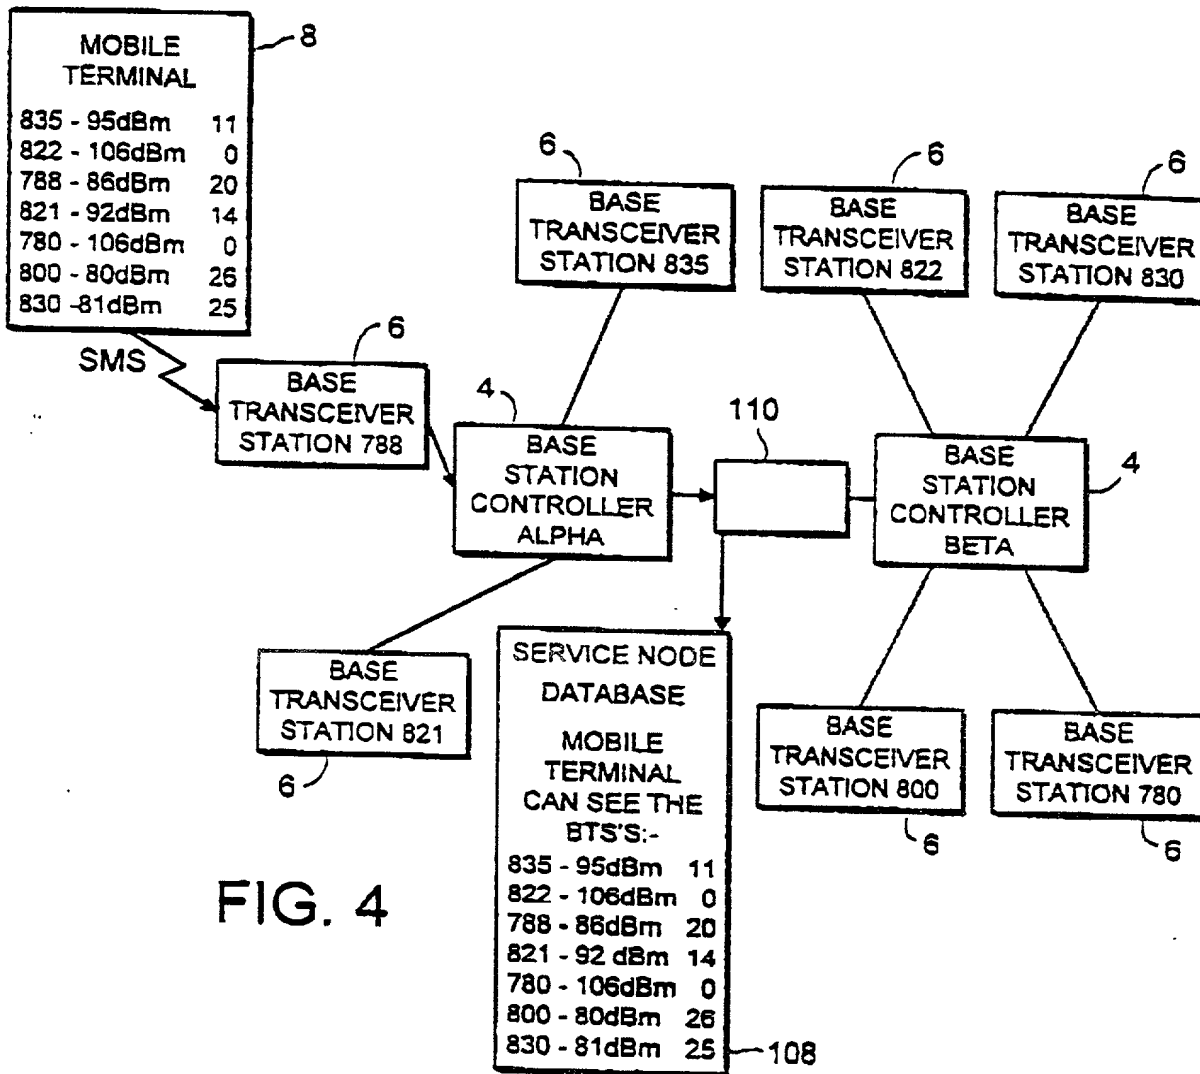 MOBILE
TERMINAL
835 - 95dBm 11
822 - 106dBm 0
788 - 86dBm 20
821 - 92dBm 14
780 - 106dBm 0
800 - 80dBm 26
830 -81dBm 25
8
SMS
6
BASE
TRANSCEIVER
STATION 788
6
BASE
TRANSCEIVER
STATION 835
6
BASE
TRANSCEIVER
STATION 822
6
BASE
TRANSCEIVER
STATION 830
4
BASE
STATION
CONTROLLER
ALPHA
110
BASE
STATION
CONTROLLER
BETA
4
BASE
TRANSCEIVER
STATION 821
6
SERVICE NODE
DATABASE
MOBILE
TERMINAL
CAN SEE THE
BTS'S:-
835 - 95dBm 11
822 - 106dBm 0
788 - 86dBm 20
821 - 92 dBm 14
780 - 106dBm 0
800 - 80dBm 26
830 - 81dBm 25
108
BASE
TRANSCEIVER
STATION 800
6
BASE
TRANSCEIVER
STATION 780
6
FIG. 4